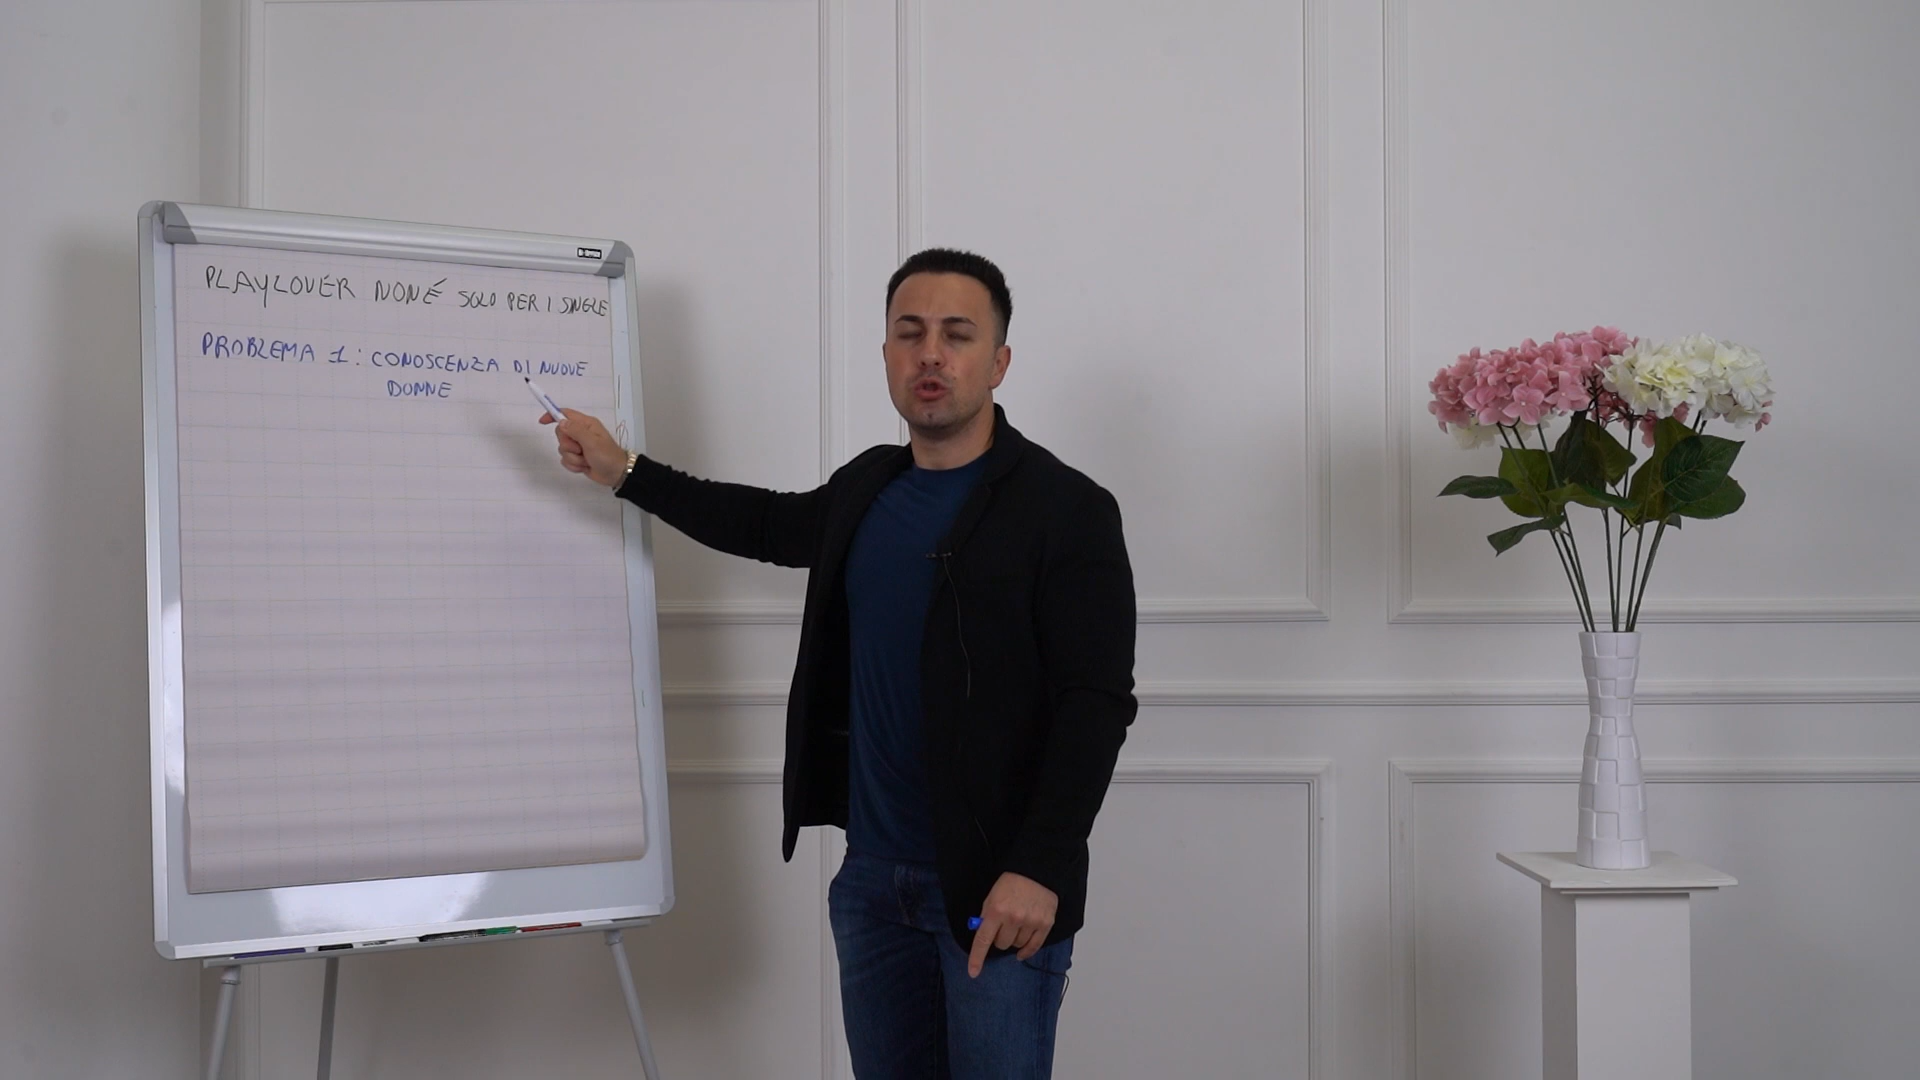 PLAYLOVER NON É SOLO PER I SINGLE
PROBLEMA 1: CONOSCENZA DI NUOVE
DONNE